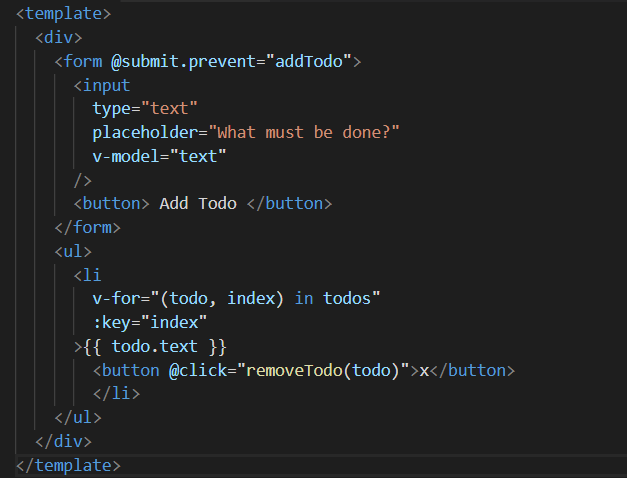 <template>
<div>
<form @submit.prevent="addTodo">
<input
type="text"
placeholder="What must be done?"
v-model="text"
/>
<button> Add Todo </button>
</form>
<ul>
<li
v-for="(todo, index) in todos"
:key="index"
>{{ todo.text }}
<button @click="removeTodo(todo)">x</button>
</li>
</ul>
</div>
</template>